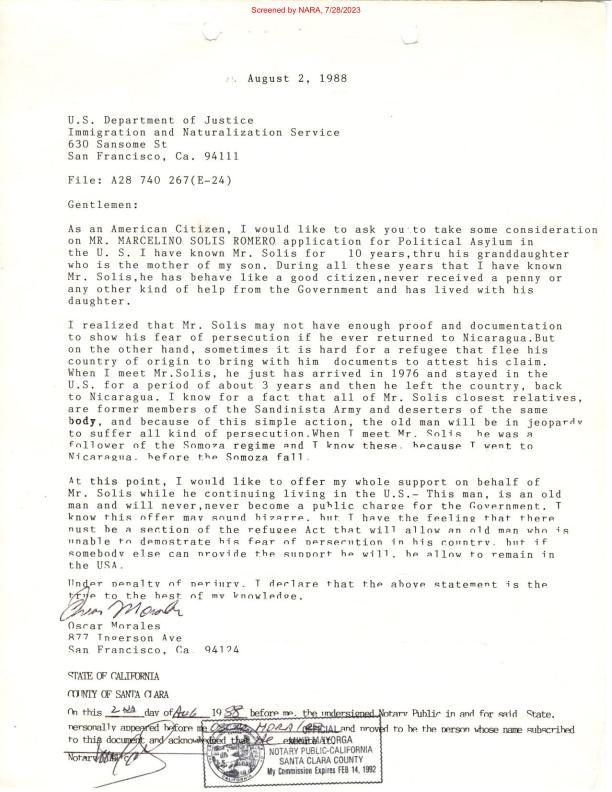 Screened by NARA, 7/28/2023
August 2, 1988
U.S. Department of Justice
Immigration and Naturalization Service
630 Sansome St
San Francisco, Ca. 94111
File: A28 740 267(E-24)
Gentlemen:
As an American Citizen, I would like to ask you to take some consideration
on MR. MARCELINO SOLIS ROMERO application for Political Asylum in
the U. S. I have known Mr. Solis for 10 years,thru his granddaughter
who is the mother of my son. During all these years that I have known
Mr. Solis,he has behave like a good citizen,never received a penny or
any other kind of help from the Government and has lived with his
daughter.
I realized that Mr. Solis may not have enough proof and documentation
to show his fear of persecution if he ever returned to Nicaragua.But
on the other hand, sometimes it is hard for a refugee that flee his
country of origin to bring with him documents to attest his claim.
When I meet Mr.Solis, he just has arrived in 1976 and stayed in the
U.S. for a period of about 3 years and then he left the country, back
to Nicaragua. I know for a fact that all of Mr. Solis closest relatives,
are former members of the Sandinista Army and deserters of the same
body, and because of this simple action, the old man will be in jeopardy
to suffer all kind of persecution.When I meet Mr. Solis he was a
follower of the Somoza regime and I know these, because I went to
Nicaragua, before the Somoza fall.
At this point, I would like to offer my whole support on behalf of
Mr. Solis while he continuing living in the U.S.- This man, is an old
man and will never,never become a public charge for the Government. I
know this offer may sound bizarre, but I have the feeling that there
must be a section of the refugee Act that will allow an old man who is
unable to demostrate his fear of persecution in his country, but if
somebody else can provide the support he will, be allow to remain in
the USA.
Under penalty of perjury, I declare that the above statement is the
true to the best of my knowledge.
Oscar Morales
Oscar Morales
877 Ingerson Ave
San Francisco, Ca. 94124
STATE OF CALIFORNIA
COUNTY OF SANTA CLARA
On this 2nd day of Aug 1988 before me, the undersigned Notary Public in and for said State,
personally appeared before me and proved to be the person whose name subscribed
to this document and acknowledged that he
Notary
OFFICIAL
MAYORGA
NOTARY PUBLIC-CALIFORNIA
SANTA CLARA COUNTY
My Commission Expires FEB 14, 1992